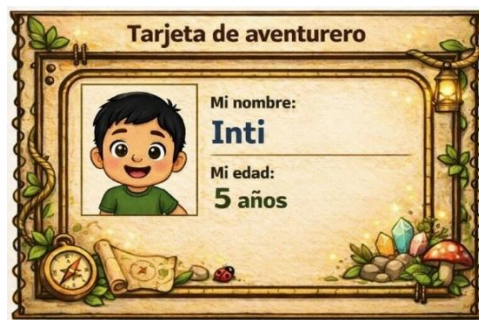 Tarjeta de aventurero
Mi nombre:
Inti
Mi edad:
5 años